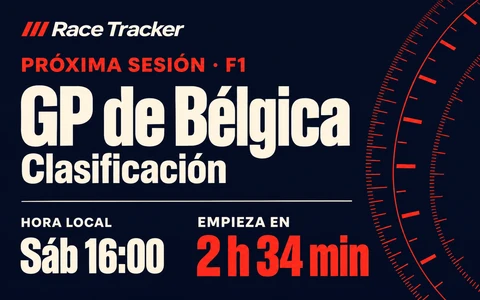 Race Tracker
PRÓXIMA SESIÓN · F1
GP de Bélgica
Clasificación
HORA LOCAL
Sáb 16:00
EMPIEZA EN
2 h 34 min